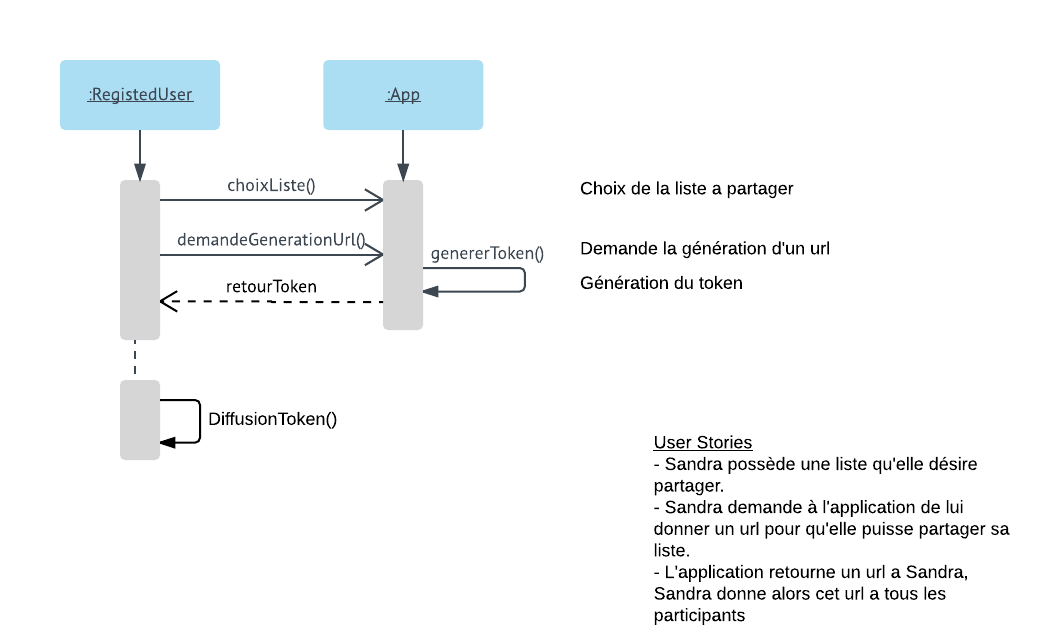 :RegistedUser
:App
choixListe()
Choix de la liste a partager
demandeGenerationUrl()
genererToken()
Demande la génération d'un url
retourToken
Génération du token
DiffusionToken()
User Stories
- Sandra possède une liste qu'elle désire
partager.
- Sandra demande à l'application de lui
donner un url pour qu'elle puisse partager sa
liste.
- L'application retourne un url a Sandra,
Sandra donne alors cet url a tous les
participants